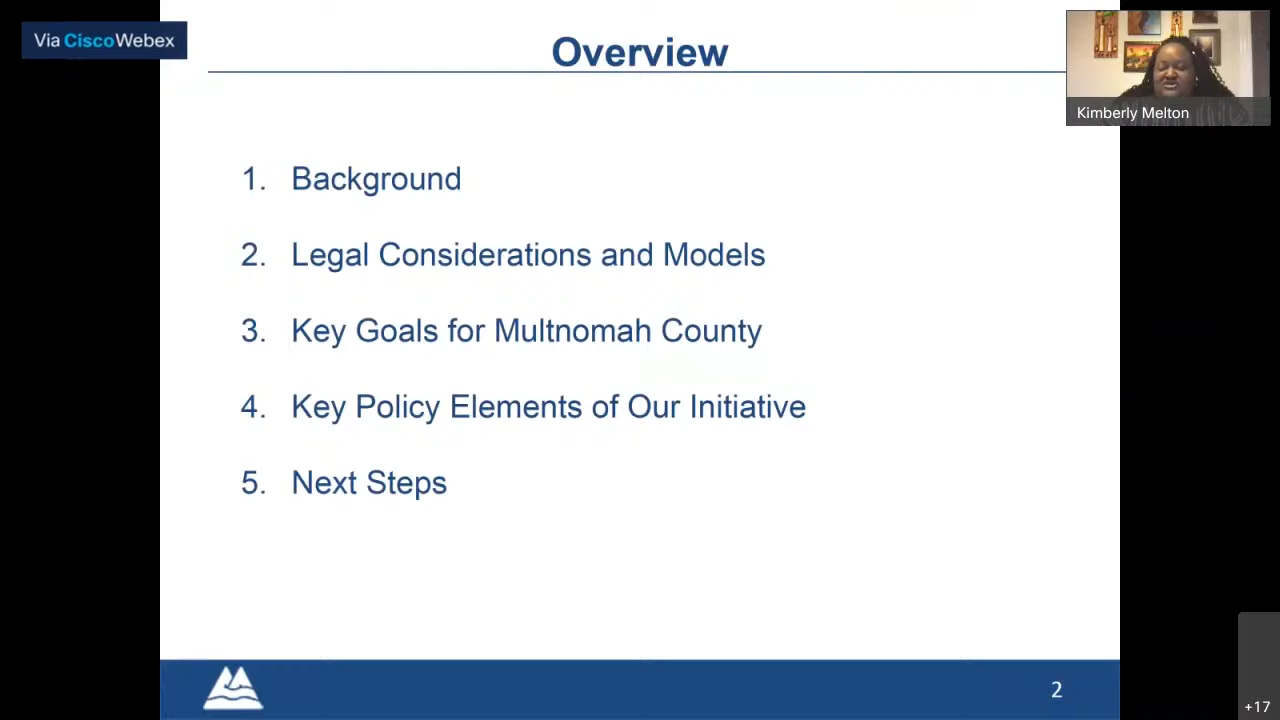 Via CiscoWebex
Overview
Kimberly Melton
1. Background
2. Legal Considerations and Models
3. Key Goals for Multnomah County
4. Key Policy Elements of Our Initiative
5. Next Steps
2
+17